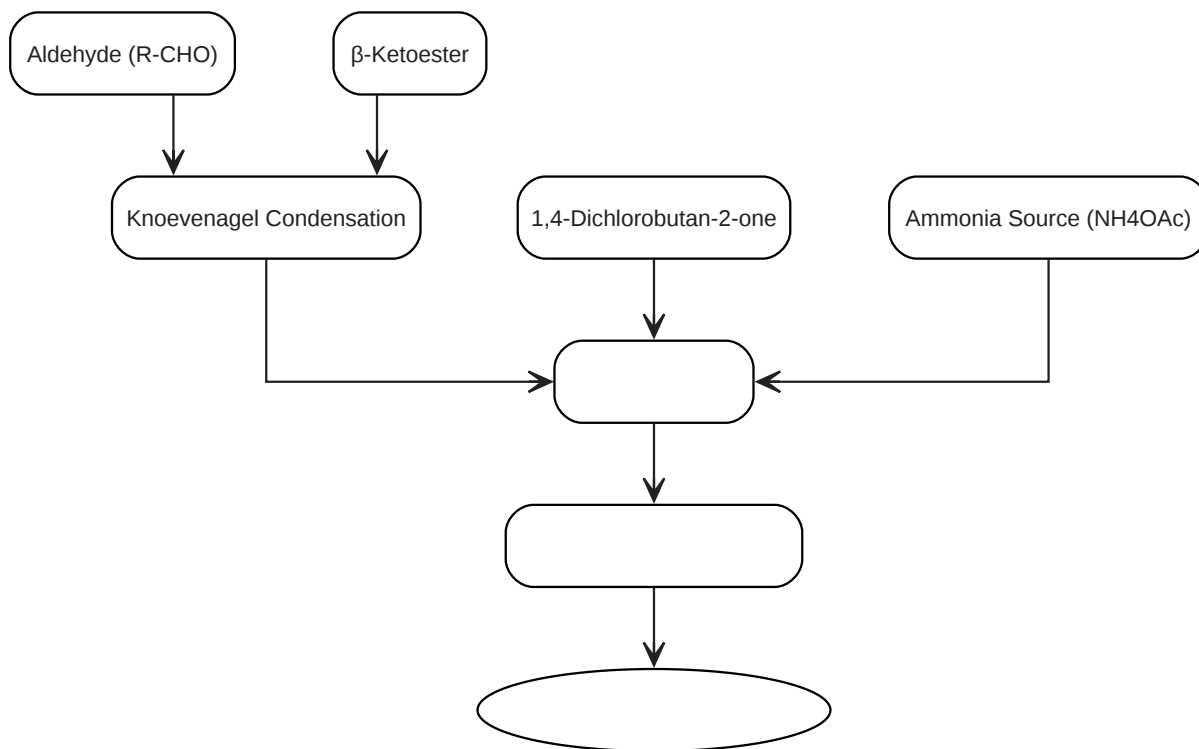 Aldehyde (R-CHO)
β-Ketoester
Knoevenagel Condensation
1,4-Dichlorobutan-2-one
Ammonia Source (NH4OAc)